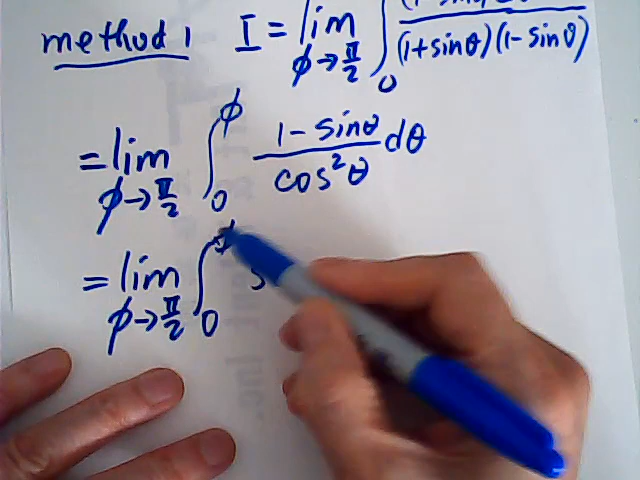 method 1 I = lim ϕ→π/2 ∫₀ (1+sinθ)(1-sinθ)
= lim ϕ→π/2 ∫₀^ϕ (1-sinθ)/(cos²θ) dθ
= lim ϕ→π/2 ∫₀^ϕ s